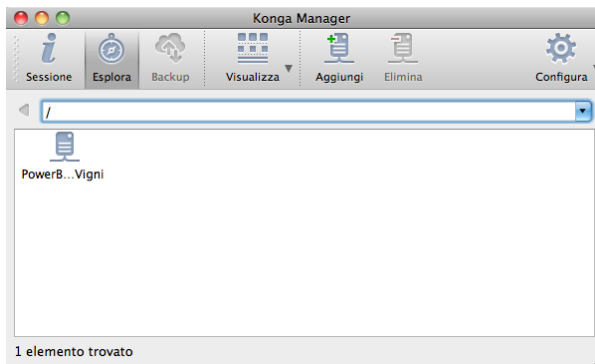 Konga Manager
Sessione Esplora Backup Visualizza Aggiungi Elimina Configura
/
PowerB...Vigni
1 elemento trovato